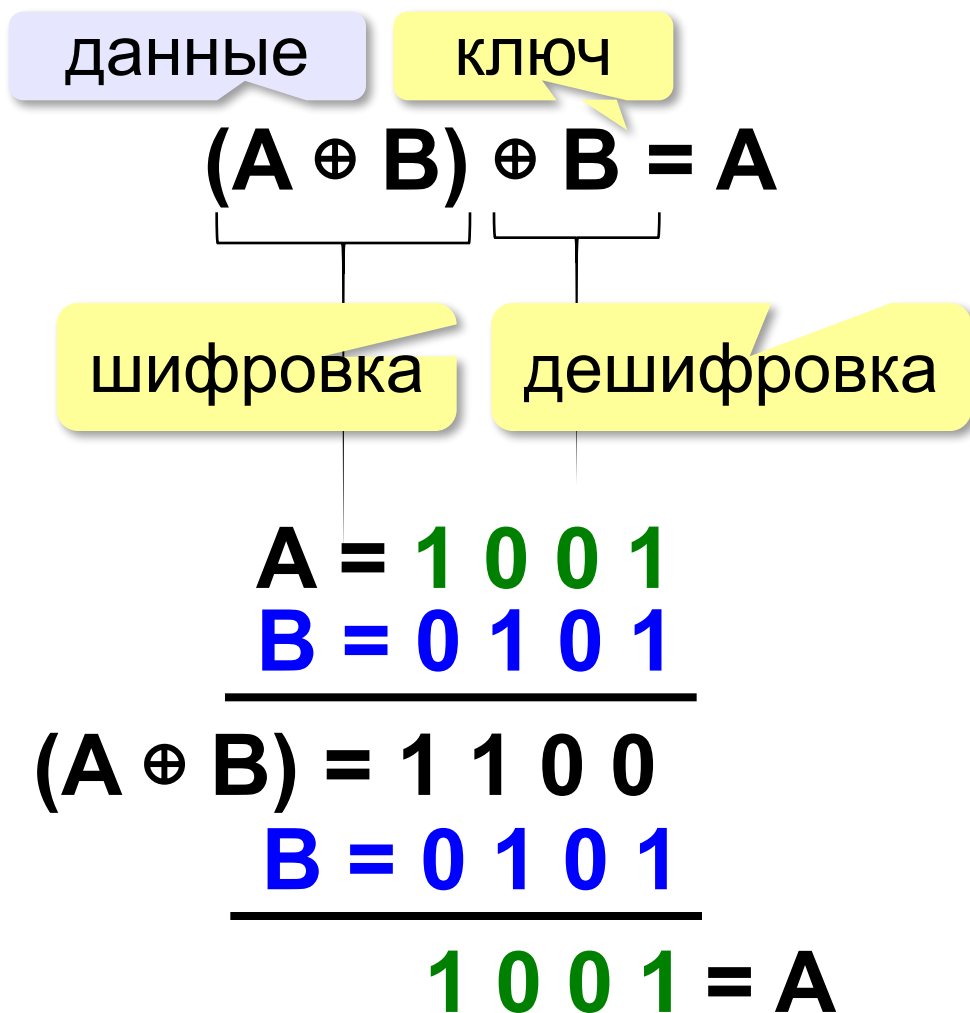 данные ключ
(A ⊕ B) ⊕ B = A
шифровка дешифровка
A = 1 0 0 1
B = 0 1 0 1
(A ⊕ B) = 1 1 0 0
B = 0 1 0 1
1 0 0 1 = A